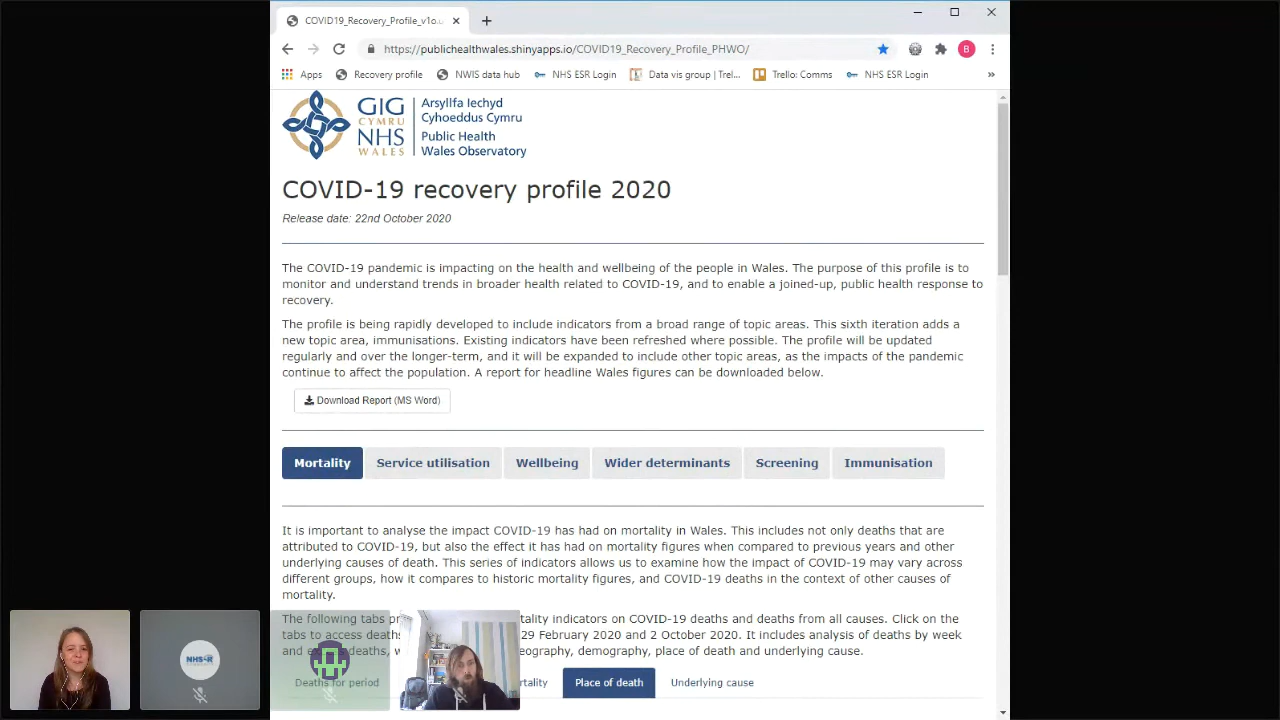 COVID19_Recovery_Profile_v1o.u
https://publichealthwales.shinyapps.io/COVID19_Recovery_Profile_PHWO/
B
Apps Recovery profile NWIS data hub NHS ESR Login Data vis group | Trel... Trello: Comms NHS ESR Login »
GIG
CYMRU
NHS
WALES
Arsyllfa Iechyd
Cyhoeddus Cymru
Public Health
Wales Observatory
COVID-19 recovery profile 2020
Release date: 22nd October 2020
The COVID-19 pandemic is impacting on the health and wellbeing of the people in Wales. The purpose of this profile is to
monitor and understand trends in broader health related to COVID-19, and to enable a joined-up, public health response to
recovery.
The profile is being rapidly developed to include indicators from a broad range of topic areas. This sixth iteration adds a
new topic area, immunisations. Existing indicators have been refreshed where possible. The profile will be updated
regularly and over the longer-term, and it will be expanded to include other topic areas, as the impacts of the pandemic
continue to affect the population. A report for headline Wales figures can be downloaded below.
Download Report (MS Word)
Mortality Service utilisation Wellbeing Wider determinants Screening Immunisation
It is important to analyse the impact COVID-19 has had on mortality in Wales. This includes not only deaths that are
attributed to COVID-19, but also the effect it has had on mortality figures when compared to previous years and other
underlying causes of death. This series of indicators allows us to examine how the impact of COVID-19 may vary across
different groups, how it compares to historic mortality figures, and COVID-19 deaths in the context of other causes of
mortality.
The following tabs tality indicators on COVID-19 deaths and deaths from all causes. Click on the
tabs to access deaths 29 February 2020 and 2 October 2020. It includes analysis of deaths by week
deaths, eography, demography, place of death and underlying cause.
Deaths for period rtality Place of death Underlying cause
NHS-R